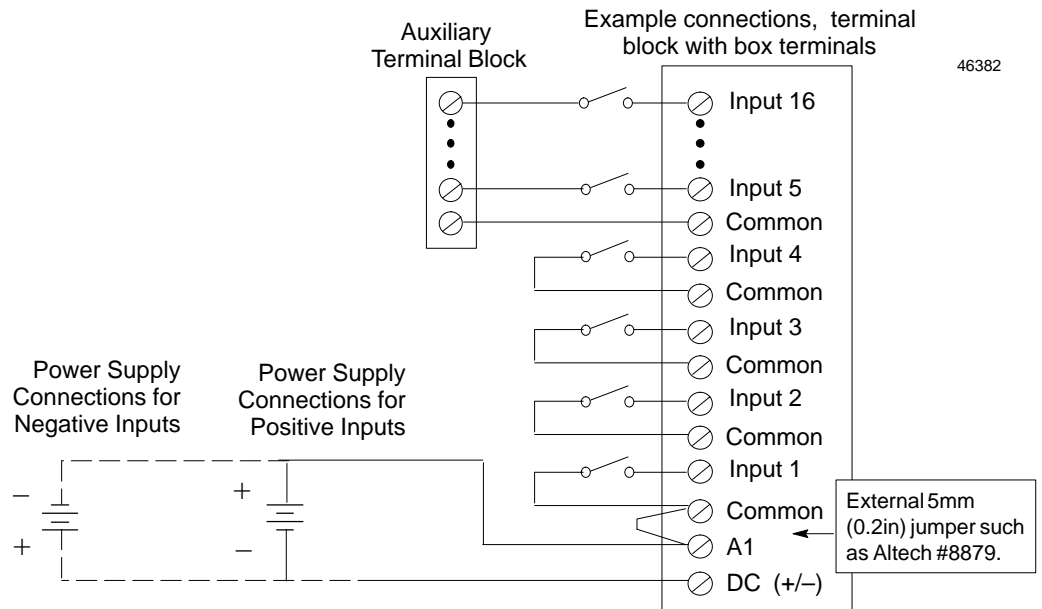 Auxiliary
Terminal Block
Example connections, terminal
block with box terminals
46382
Input 16
Input 5
Common
Input 4
Common
Input 3
Common
Input 2
Common
Input 1
Common
A1
DC (+/–)
External 5mm
(0.2in) jumper such
as Altech #8879.
Power Supply
Connections for
Negative Inputs
Power Supply
Connections for
Positive Inputs
–
+
+
–